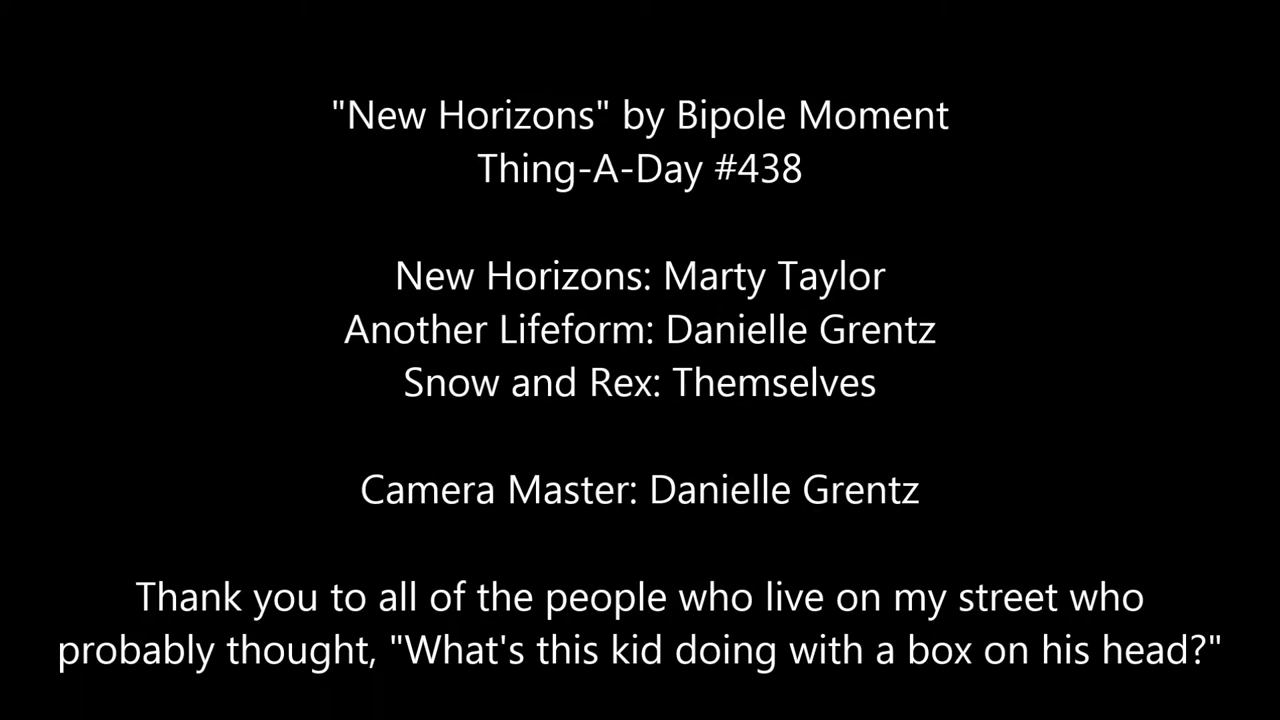 "New Horizons" by Bipole Moment
Thing-A-Day #438
New Horizons: Marty Taylor
Another Lifeform: Danielle Grentz
Snow and Rex: Themselves
Camera Master: Danielle Grentz
Thank you to all of the people who live on my street who
probably thought, "What's this kid doing with a box on his head?"